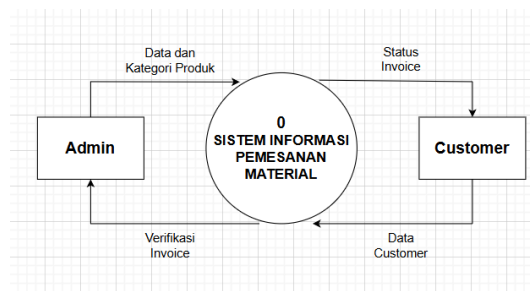 Data dan
Kategori Produk
Status
Invoice
0
SISTEM INFORMASI
PEMESANAN
MATERIAL
Admin
Customer
Verifikasi
Invoice
Data
Customer